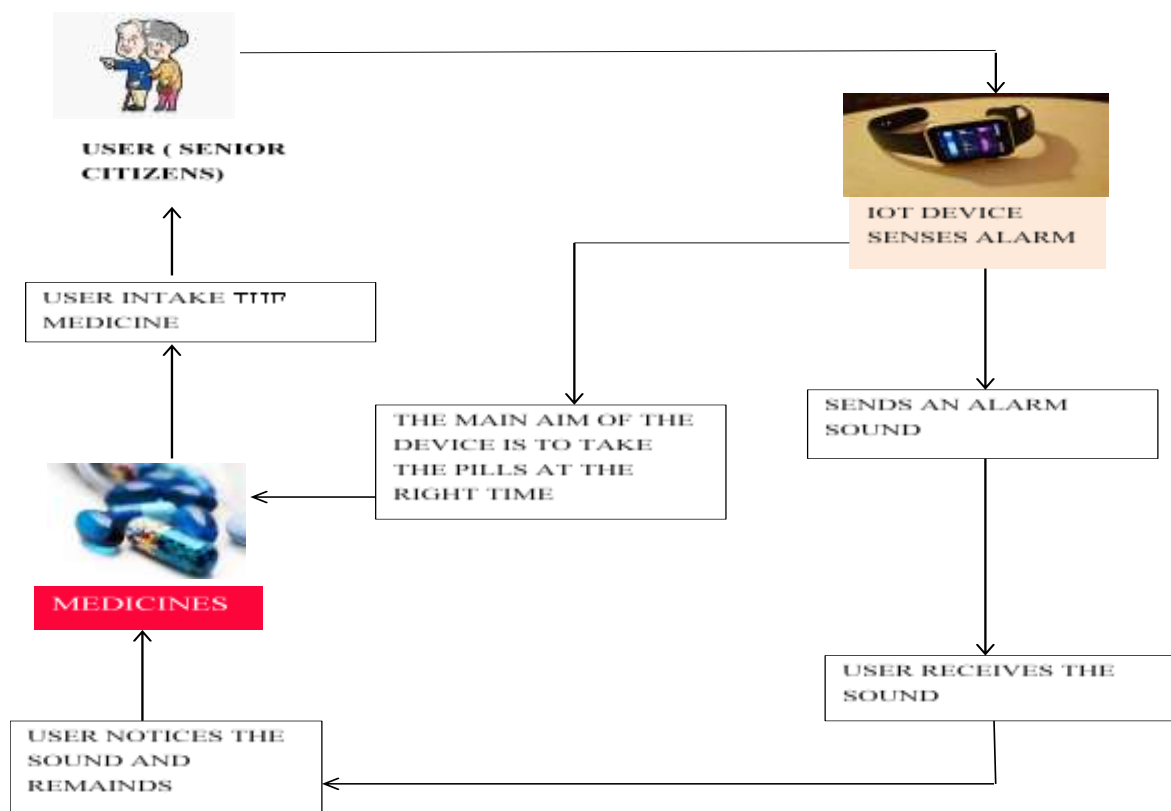 USER ( SENIOR
CITIZENS)
IOT DEVICE
SENSES ALARM
USER INTAKE
MEDICINE
THE MAIN AIM OF THE
DEVICE IS TO TAKE
THE PILLS AT THE
RIGHT TIME
SENDS AN ALARM
SOUND
MEDICINES
USER RECEIVES THE
SOUND
USER NOTICES THE
SOUND AND
REMAINDS